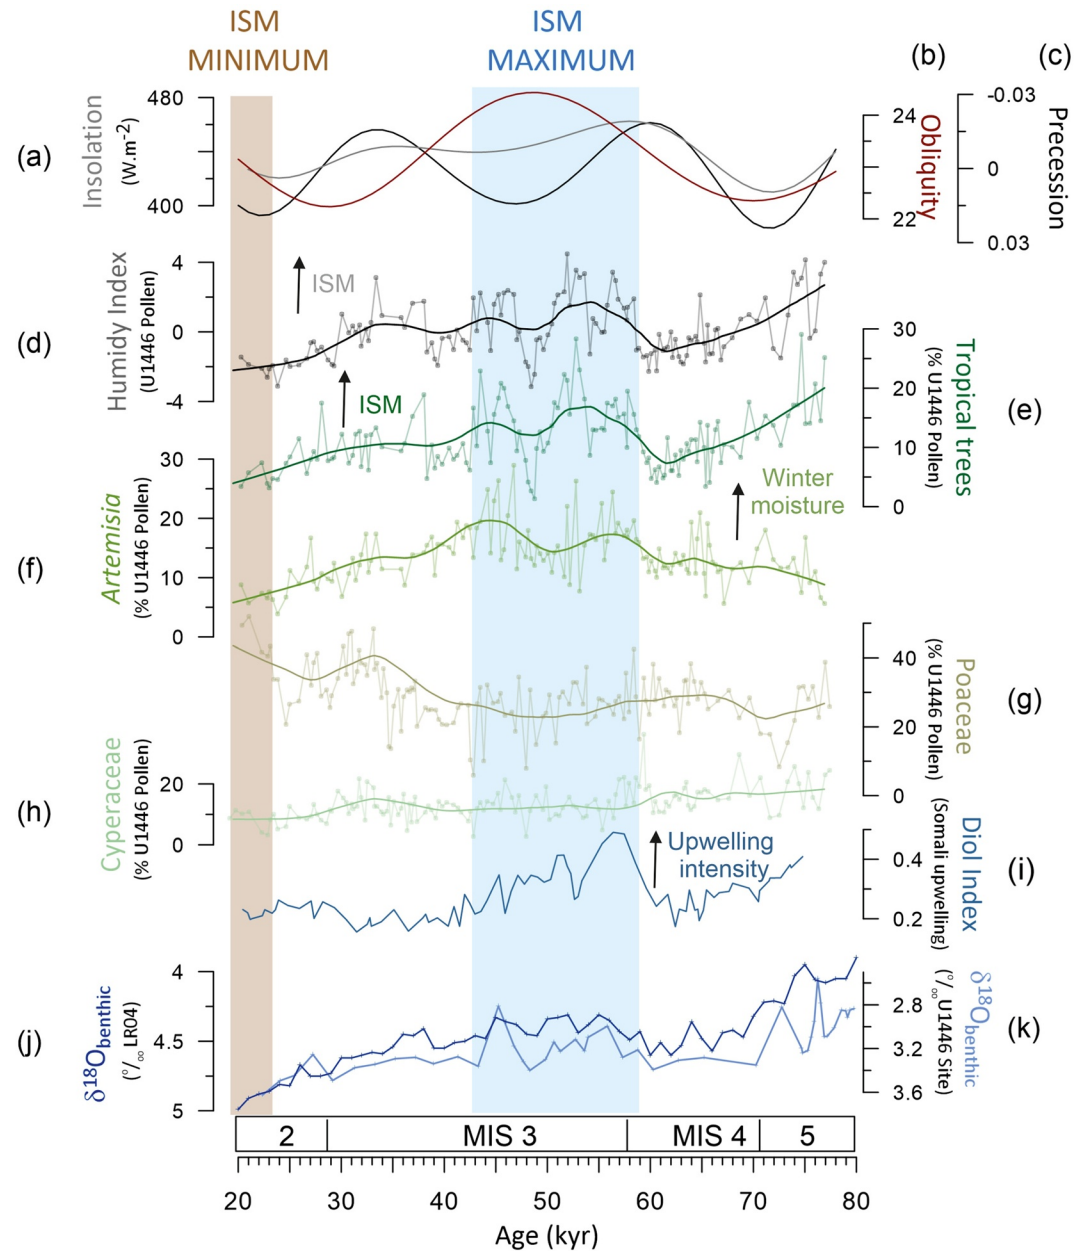 ISM
MINIMUM
ISM
MAXIMUM
(b)
(c)
(a)
Insolation
(W.m-2)
480
400
24
22
Obliquity
-0.03
0
0.03
Precession
(d)
Humidy Index
(U1446 Pollen)
4
0
-4
ISM
ISM
30
20
10
0
Tropical trees
(% U1446 Pollen)
(e)
Winter
moisture
(f)
Artemisia
(% U1446 Pollen)
30
20
10
0
40
20
0
Poaceae
(% U1446 Pollen)
(g)
(h)
Cyperaceae
(% U1446 Pollen)
20
0
Upwelling
intensity
0.4
0.2
Diol Index
(Somali upwelling)
(i)
(j)
δ18Obenthic
(°/₀₀ LR04)
4
4.5
5
2.8
3.2
3.6
δ18Obenthic
(°/₀₀ U1446 Site)
(k)
2
MIS 3
MIS 4
5
20 30 40 50 60 70 80
Age (kyr)